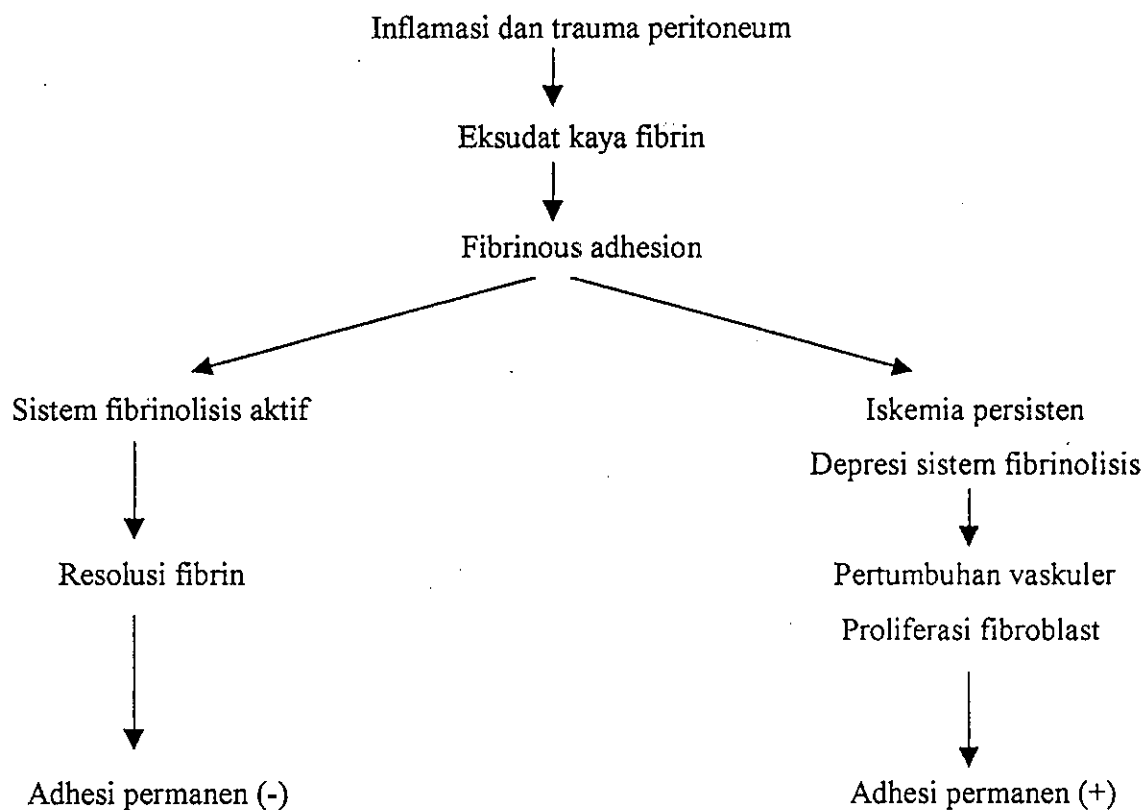 Inflamasi dan trauma peritoneum
Eksudat kaya fibrin
Fibrinous adhesion
Sistem fibrinolisis aktif
Resolusi fibrin
Adhesi permanen (-)
Iskemia persisten
Depresi sistem fibrinolisis
Pertumbuhan vaskuler
Proliferasi fibroblast
Adhesi permanen (+)